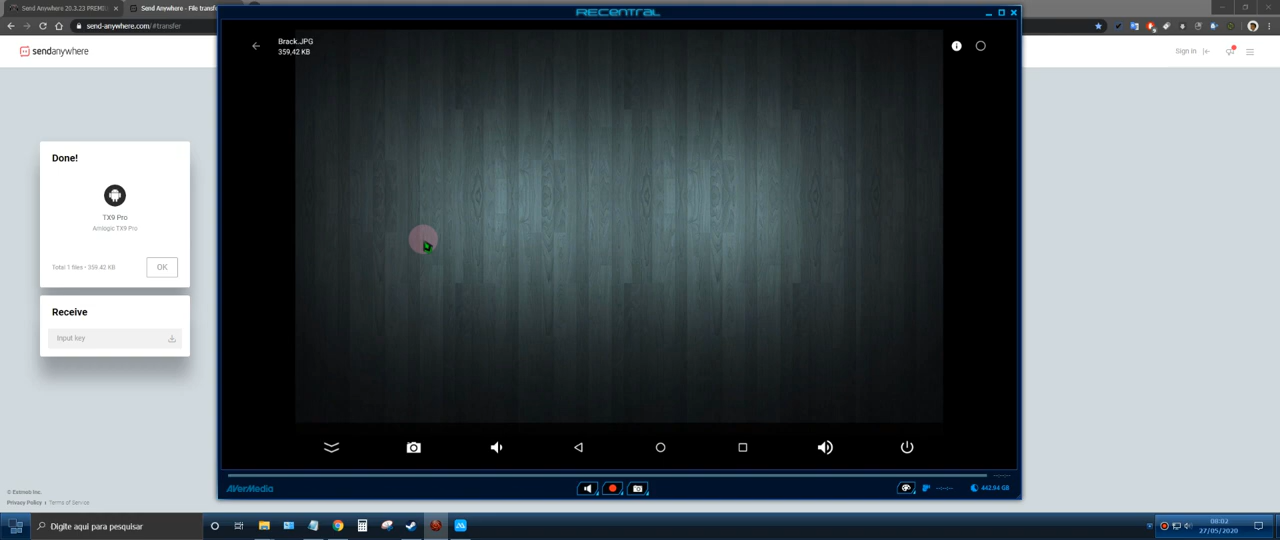 Send Anywhere 20.3.23 PREMI
Send Anywhere - File transf
send-anywhere.com/#transfer
sendanywhere
Sign In
Done!
TX9 Pro
Amlogic TX9 Pro
Total 1 files - 359.42 KB
OK
Receive
Input key
© Estmob Inc.
Privacy Policy | Terms of Service
RECENTRAL
Brack.JPG
359,42 KB
AVerMedia
--:--:--
442.94 GB
Digite aqui para pesquisar
08:02
27/05/2020